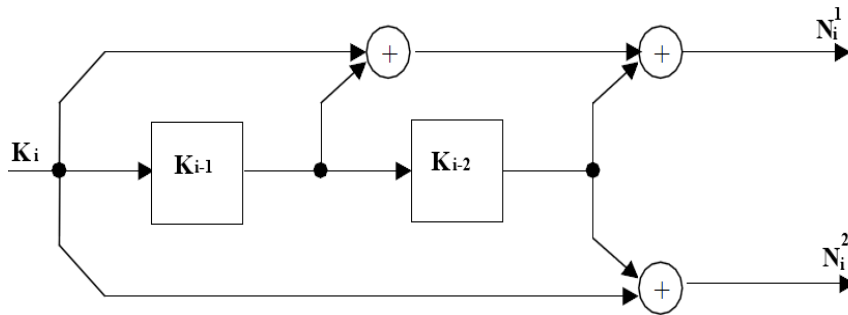 N_i^1
+
+
K_i
K_{i-1}
K_{i-2}
N_i^2
+